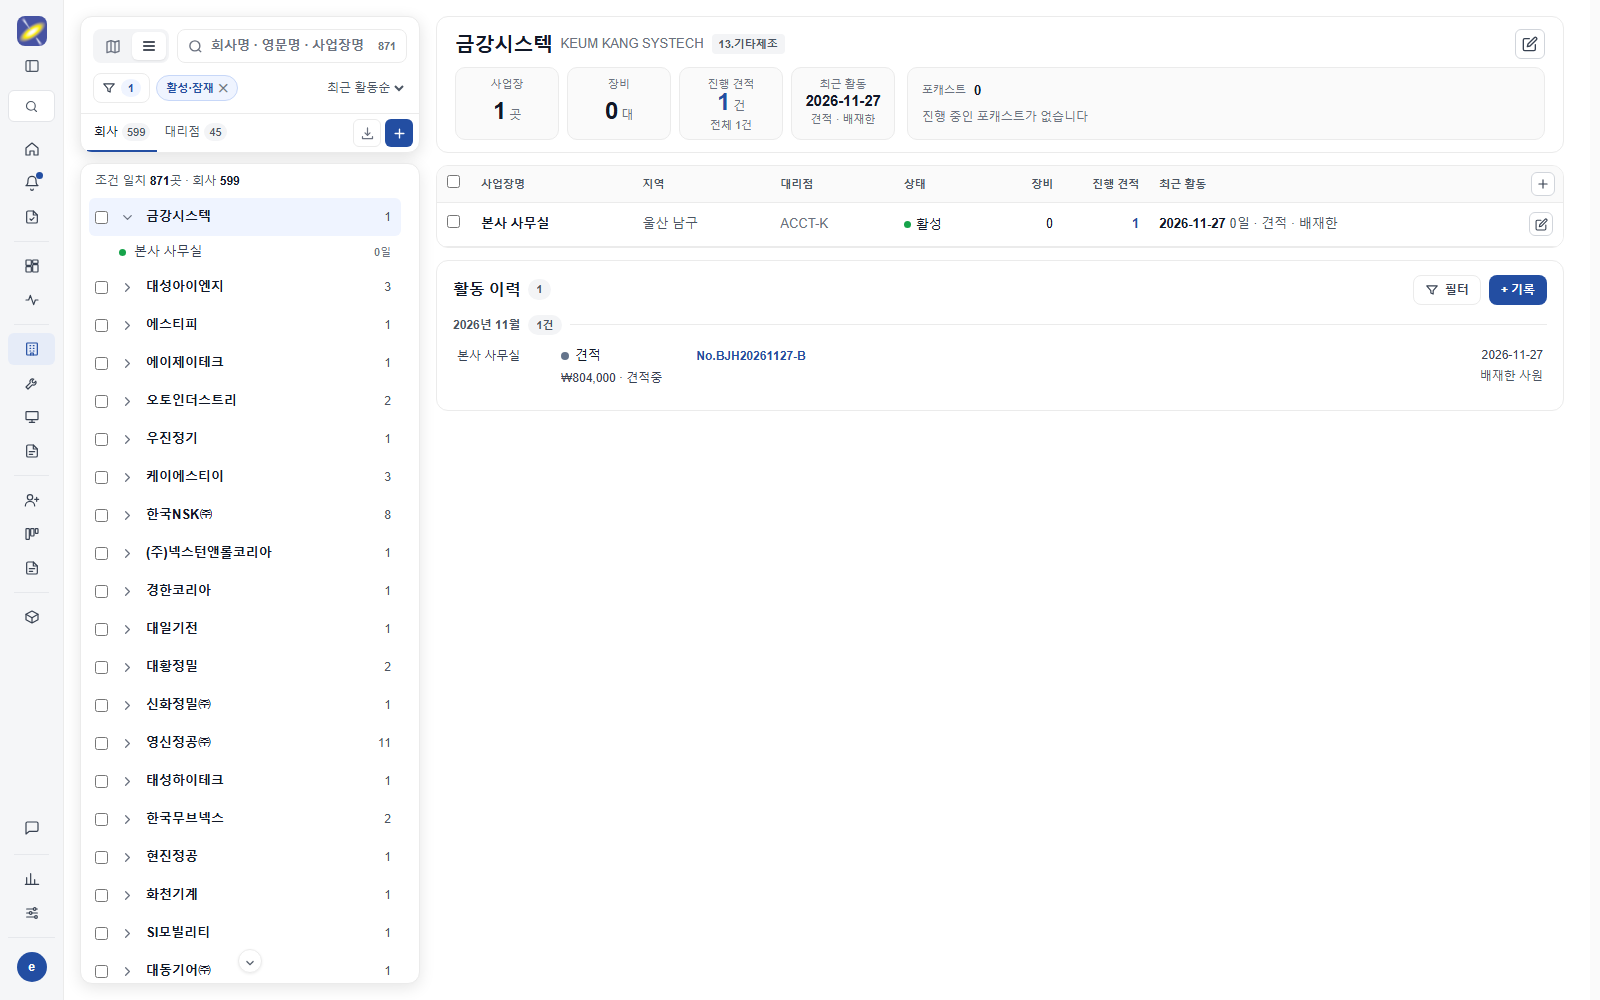 회사명 · 영문명 · 사업장명 871
1 활성·잠재 최근 활동순
회사 599 대리점 45
조건 일치 871곳 · 회사 599
금강시스텍 1
본사 사무실 0일
대성아이엔지 3
에스티피 1
에이제이테크 1
오토인더스트리 2
우진정기 1
케이에스티이 3
한국NSK㈜ 8
(주)넥스턴앤롤코리아 1
경한코리아 1
대일기전 1
대황정밀 2
신화정밀㈜ 1
영신정공㈜ 11
태성하이테크 1
한국무브넥스 2
현진정공 1
화천기계 1
SI모빌리티 1
대동기어㈜ 1
e
금강시스텍 KEUM KANG SYSTECH 13.기타제조
사업장
1 곳
장비
0 대
진행 견적
1 건
전체 1건
최근 활동
2026-11-27
견적 · 배재한
포캐스트 0
진행 중인 포캐스트가 없습니다
사업장명 지역 대리점 상태 장비 진행 견적 최근 활동
본사 사무실 울산 남구 ACCT-K 활성 0 1 2026-11-27 0일 · 견적 · 배재한
활동 이력 1 필터 + 기록
2026년 11월 1건
본사 사무실 견적 No.BJH20261127-B 2026-11-27
₩804,000 · 견적중 배재한 사원